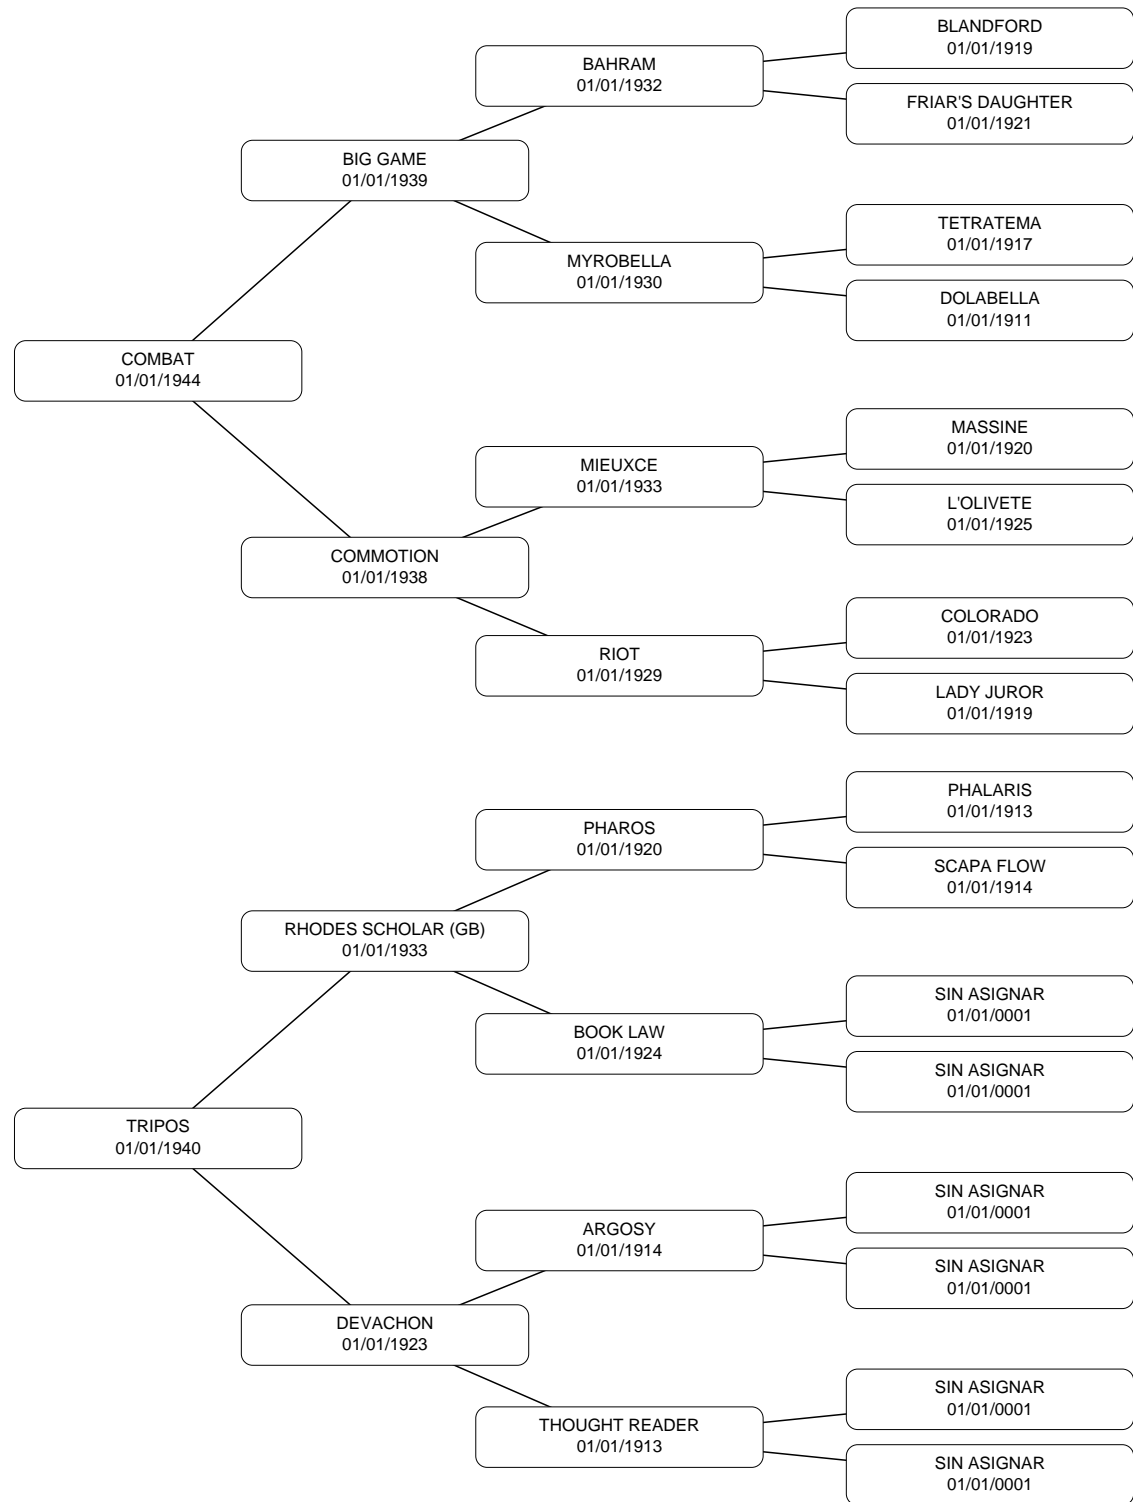 BLANDFORD
01/01/1919
BAHRAM
01/01/1932
FRIAR'S DAUGHTER
01/01/1921
BIG GAME
01/01/1939
TETRATEMA
01/01/1917
MYROBELLA
01/01/1930
DOLABELLA
01/01/1911
COMBAT
01/01/1944
MASSINE
01/01/1920
MIEUXCE
01/01/1933
L'OLIVETE
01/01/1925
COMMOTION
01/01/1938
COLORADO
01/01/1923
RIOT
01/01/1929
LADY JUROR
01/01/1919
PHALARIS
01/01/1913
PHAROS
01/01/1920
SCAPA FLOW
01/01/1914
RHODES SCHOLAR (GB)
01/01/1933
SIN ASIGNAR
01/01/0001
BOOK LAW
01/01/1924
SIN ASIGNAR
01/01/0001
TRIPOS
01/01/1940
SIN ASIGNAR
01/01/0001
ARGOSY
01/01/1914
SIN ASIGNAR
01/01/0001
DEVACHON
01/01/1923
SIN ASIGNAR
01/01/0001
THOUGHT READER
01/01/1913
SIN ASIGNAR
01/01/0001